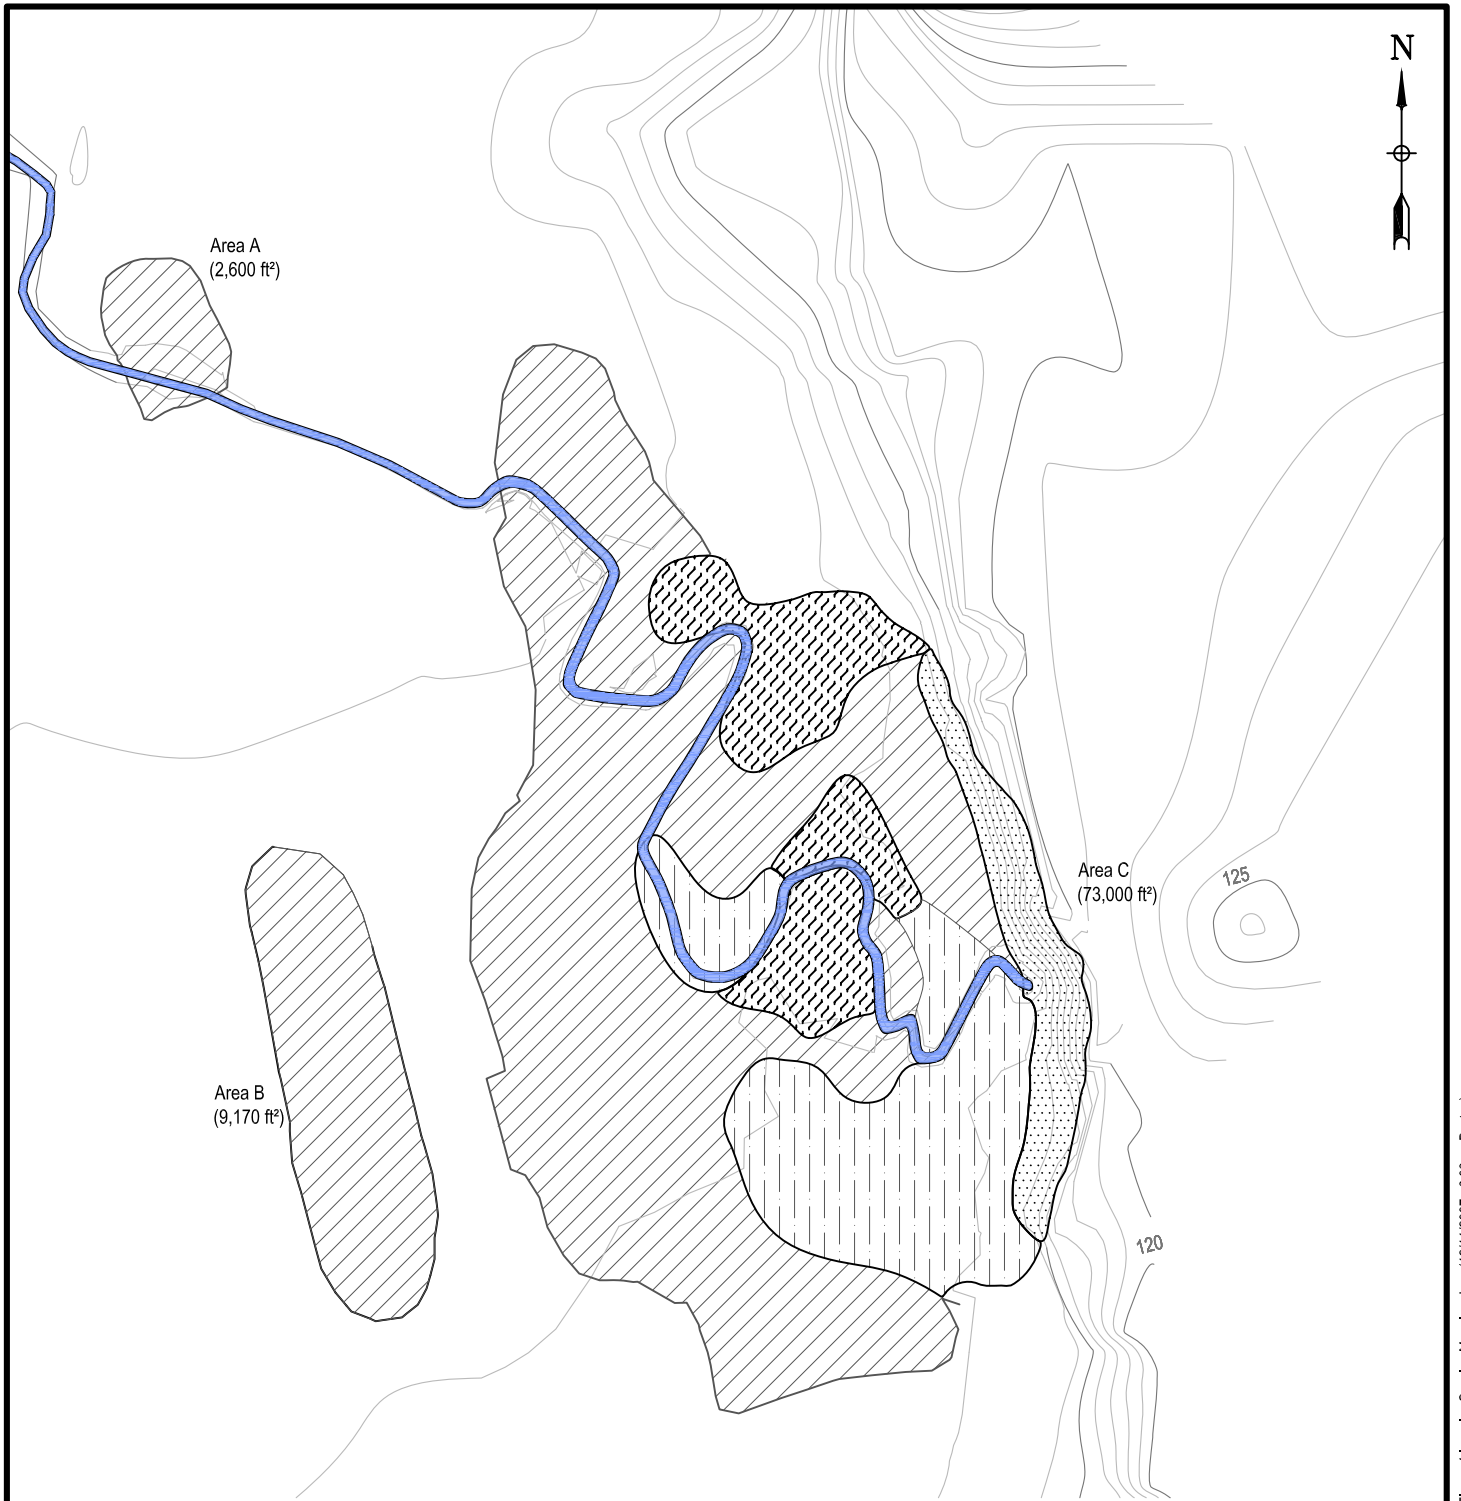 N
Area A
(2,600 ft²)
Area C
(73,000 ft²)
125
Area B
(9,170 ft²)
120